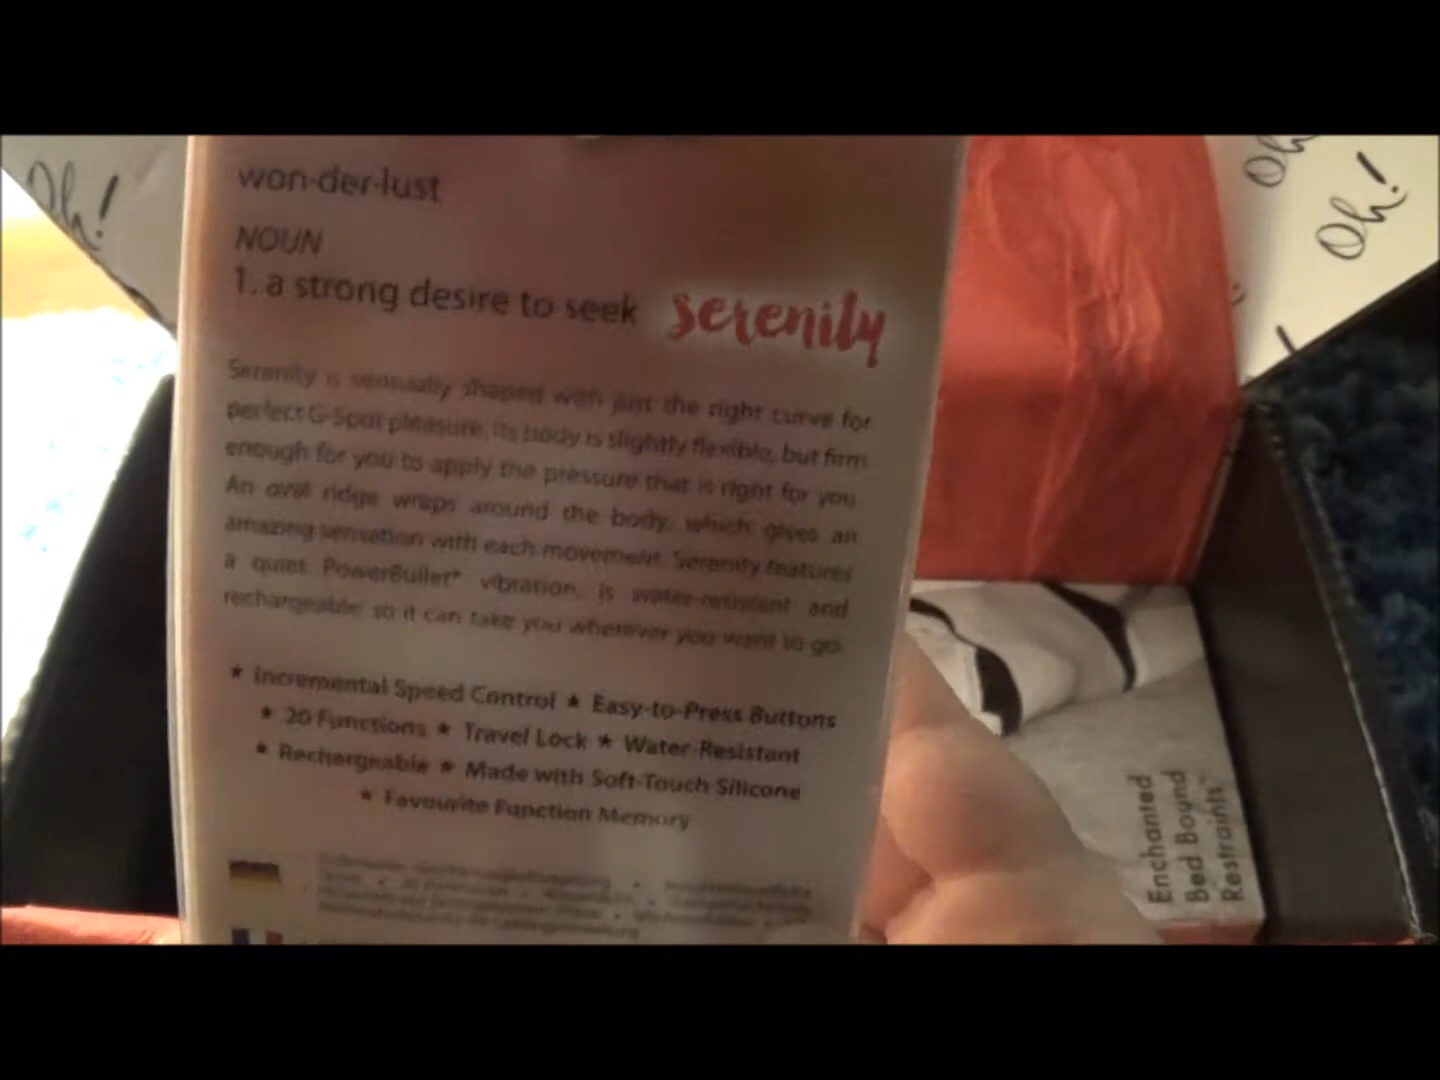 Oh!
Oh!
Oh!
won·der·lust
NOUN
1. a strong desire to seek serenity
Serenity is sensually shaped with just the right curve for
perfect G-Spot pleasure. Its body is slightly flexible, but firm
enough for you to apply the pressure that is right for you.
An oval ridge wraps around the body, which gives an
amazing sensation with each movement. Serenity features
a quiet PowerBullet® vibration, is water-resistant and
rechargeable so it can take you wherever you want to go.
★ Incremental Speed Control ★ Easy-to-Press Buttons
★ 20 Functions ★ Travel Lock ★ Water-Resistant
★ Rechargeable ★ Made with Soft-Touch Silicone
★ Favourite Function Memory
Enchanted
Bed Bound
Restraints™